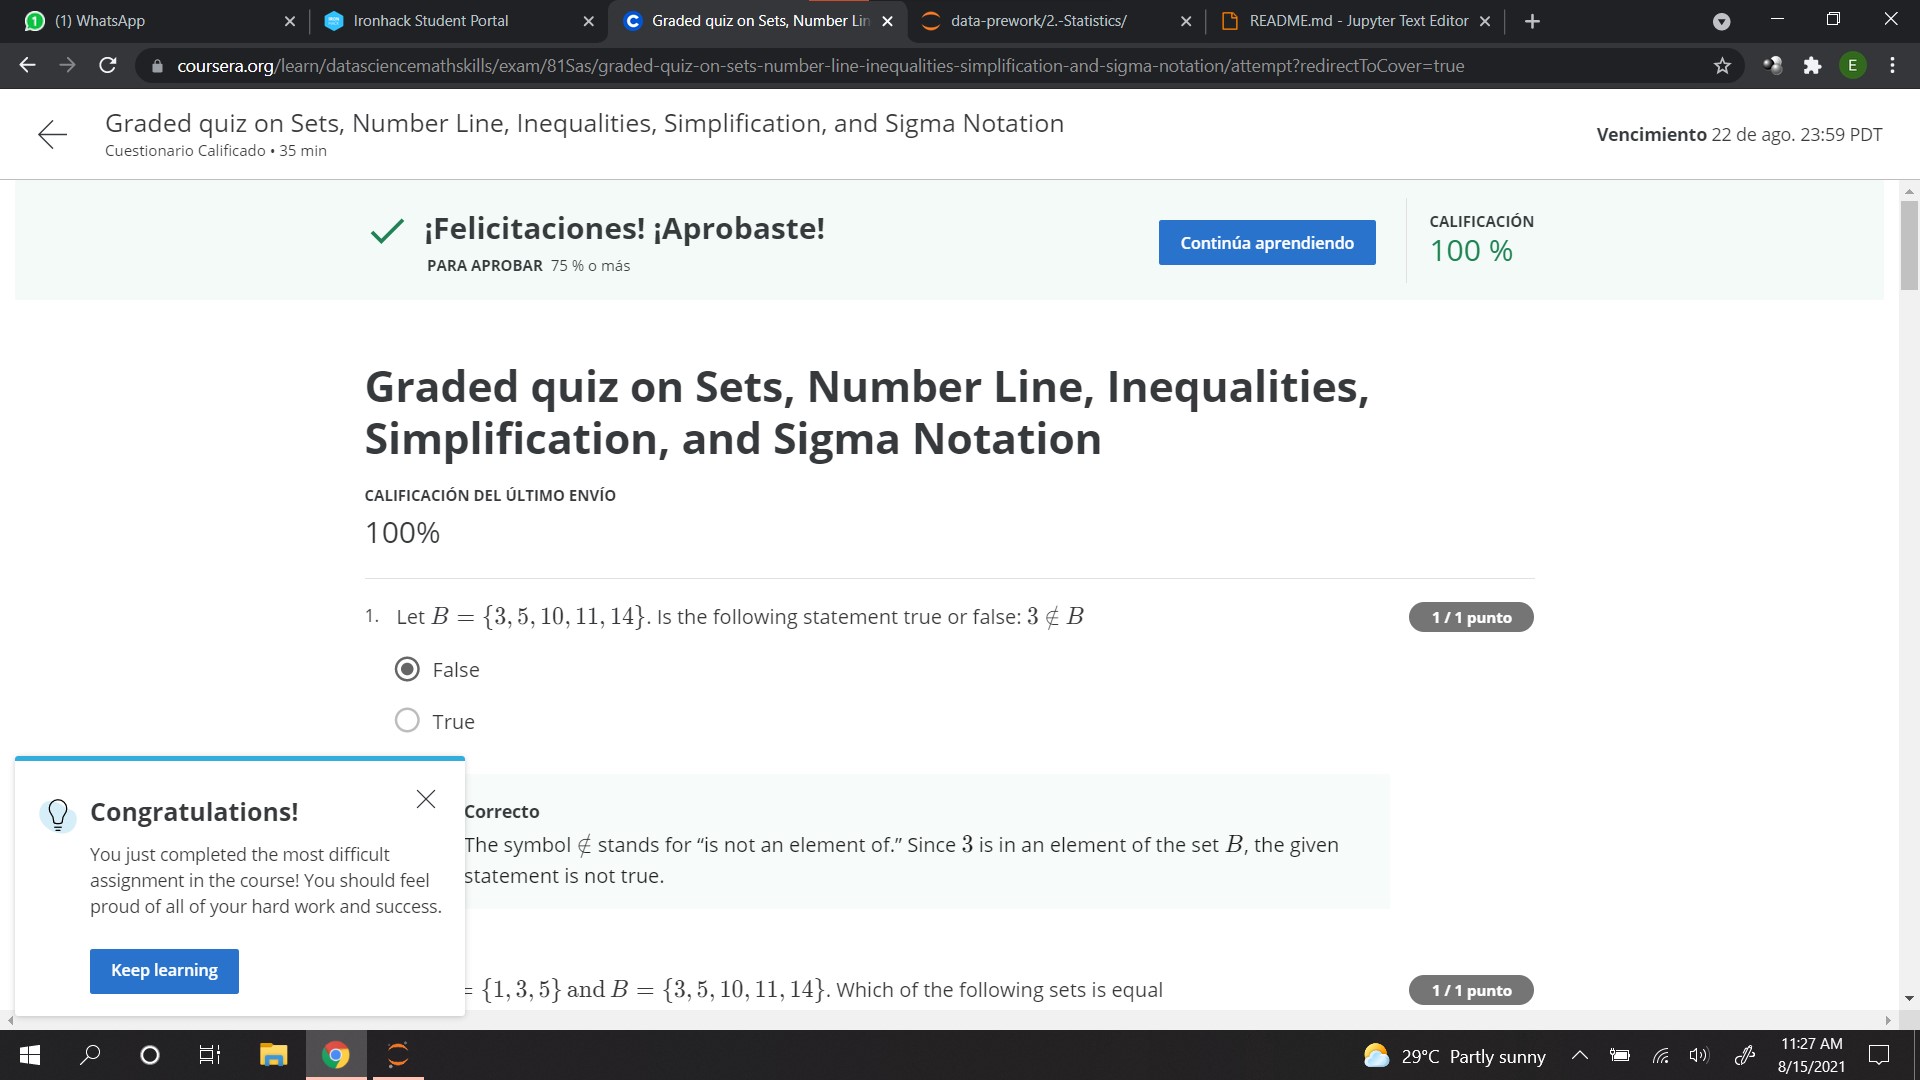 (1) WhatsApp
Ironhack Student Portal
Graded quiz on Sets, Number Lin
data-prework/2.-Statistics/
README.md - Jupyter Text Editor
coursera.org/learn/datasciencemathskills/exam/81Sas/graded-quiz-on-sets-number-line-inequalities-simplification-and-sigma-notation/attempt?redirectToCover=true
E
Graded quiz on Sets, Number Line, Inequalities, Simplification, and Sigma Notation
Cuestionario Calificado • 35 min
Vencimiento 22 de ago. 23:59 PDT
¡Felicitaciones! ¡Aprobaste!
PARA APROBAR 75 % o más
Continúa aprendiendo
CALIFICACIÓN
100 %
Graded quiz on Sets, Number Line, Inequalities,
Simplification, and Sigma Notation
CALIFICACIÓN DEL ÚLTIMO ENVÍO
100%
1. Let B = {3, 5, 10, 11, 14}. Is the following statement true or false: 3 ∉ B
1 / 1 punto
False
True
Correcto
The symbol ∉ stands for “is not an element of.” Since 3 is in an element of the set B, the given
statement is not true.
Congratulations!
You just completed the most difficult
assignment in the course! You should feel
proud of all of your hard work and success.
Keep learning
= {1, 3, 5} and B = {3, 5, 10, 11, 14}. Which of the following sets is equal
1 / 1 punto
29°C Partly sunny
11:27 AM
8/15/2021